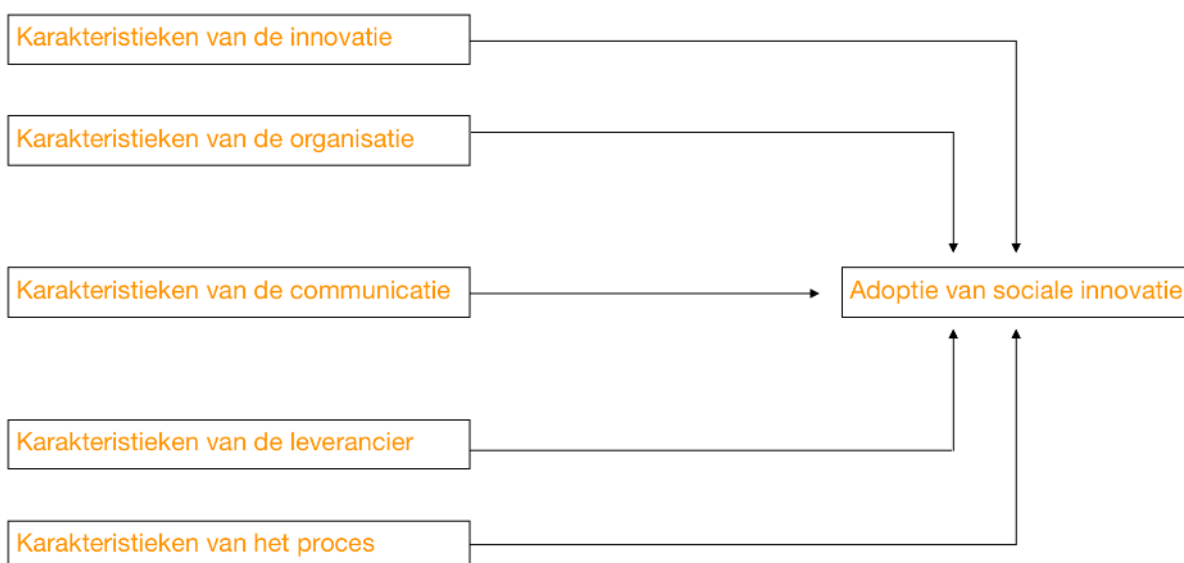 Karakteristieken van de innovatie
Karakteristieken van de organisatie
Karakteristieken van de communicatie
Adoptie van sociale innovatie
Karakteristieken van de leverancier
Karakteristieken van het proces